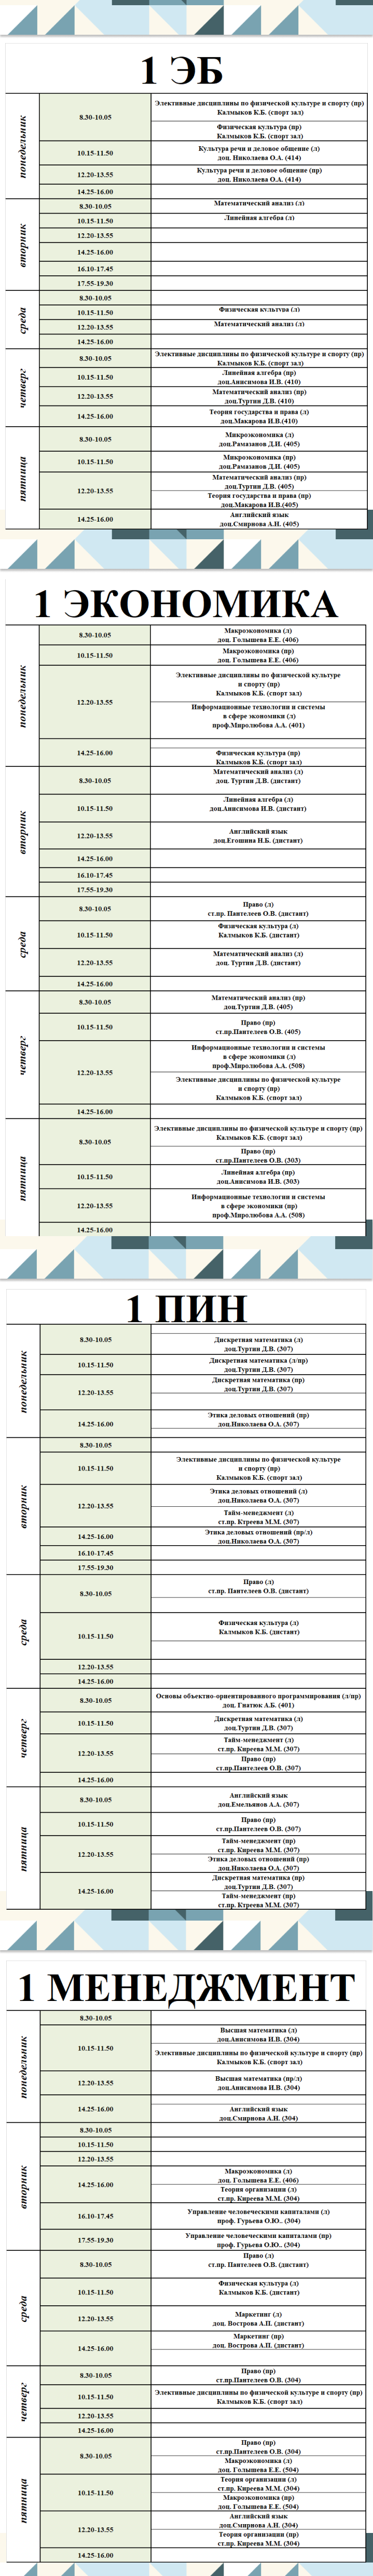 1 ЭБ
понедельник
8.30-10.05
Элективные дисциплины по физической культуре и спорту (пр)
Калмыков К.Б. (спорт зал)
Физическая культура (пр)
Калмыков К.Б. (спорт зал)
10.15-11.50
Культура речи и деловое общение (л)
доц. Николаева О.А. (414)
12.20-13.55
Культура речи и деловое общение (пр)
доц. Николаева О.А. (414)
14.25-16.00
вторник
8.30-10.05
Математический анализ (л)
10.15-11.50
Линейная алгебра (л)
12.20-13.55
14.25-16.00
16.10-17.45
17.55-19.30
среда
8.30-10.05
10.15-11.50
Физическая культура (л)
12.20-13.55
Математический анализ (л)
14.25-16.00
четверг
8.30-10.05
Элективные дисциплины по физической культуре и спорту (пр)
Калмыков К.Б. (спорт зал)
10.15-11.50
Линейная алгебра (пр)
доц.Анисимова И.В. (410)
12.20-13.55
Математический анализ (пр)
доц.Туртин Д.В. (410)
14.25-16.00
Теория государства и права (л)
доц.Макарова И.В.(410)
пятница
8.30-10.05
Микроэкономика (л)
доц.Рамазанов Д.И. (405)
10.15-11.50
Микроэкономика (пр)
доц.Рамазанов Д.И. (405)
12.20-13.55
Математический анализ (пр)
доц.Туртин Д.В. (405)
Теория государства и права (пр)
доц.Макарова И.В.(405)
14.25-16.00
Английский язык
доц.Смирнова А.Н. (405)
1 ЭКОНОМИКА
понедельник
8.30-10.05
Макроэкономика (л)
доц. Голышева Е.Е. (406)
10.15-11.50
Макроэкономика (пр)
доц. Голышева Е.Е. (406)
12.20-13.55
Элективные дисциплины по физической культуре
и спорту (пр)
Калмыков К.Б. (спорт зал)
Информационные технологии и системы
в сфере экономики (л)
проф.Миролюбова А.А. (401)
14.25-16.00
Физическая культура (пр)
Калмыков К.Б. (спорт зал)
вторник
8.30-10.05
Математический анализ (л)
доц. Туртин Д.В. (дистант)
10.15-11.50
Линейная алгебра (л)
доц.Анисимова И.В. (дистант)
12.20-13.55
Английский язык
доц.Егошина Н.Б. (дистант)
14.25-16.00
16.10-17.45
17.55-19.30
среда
8.30-10.05
Право (л)
ст.пр. Пантелеев О.В. (дистант)
10.15-11.50
Физическая культура (л)
Калмыков К.Б. (дистант)
12.20-13.55
Математический анализ (л)
доц. Туртин Д.В. (дистант)
14.25-16.00
четверг
8.30-10.05
Математический анализ (пр)
доц.Туртин Д.В. (405)
10.15-11.50
Право (пр)
ст.пр.Пантелеев О.В. (405)
12.20-13.55
Информационные технологии и системы
в сфере экономики (л)
проф.Миролюбова А.А. (508)
Элективные дисциплины по физической культуре
и спорту (пр)
Калмыков К.Б. (спорт зал)
14.25-16.00
пятница
8.30-10.05
Элективные дисциплины по физической культуре и спорту (пр)
Калмыков К.Б. (спорт зал)
Право (пр)
ст.пр.Пантелеев О.В. (303)
10.15-11.50
Линейная алгебра (пр)
доц.Анисимова И.В. (303)
12.20-13.55
Информационные технологии и системы
в сфере экономики (пр)
проф.Миролюбова А.А. (508)
14.25-16.00
1 ПИН
понедельник
8.30-10.05
Дискретная математика (л)
доц.Туртин Д.В. (307)
10.15-11.50
Дискретная математика (л/пр)
доц.Туртин Д.В. (307)
12.20-13.55
Дискретная математика (пр)
доц.Туртин Д.В. (307)
14.25-16.00
Этика деловых отношений (пр)
доц.Николаева О.А. (307)
вторник
8.30-10.05
10.15-11.50
Элективные дисциплины по физической культуре
и спорту (пр)
Калмыков К.Б. (спорт зал)
12.20-13.55
Этика деловых отношений (л)
доц.Николаева О.А. (307)
Тайм-менеджмент (л)
ст.пр. Ктреева М.М. (307)
14.25-16.00
Этика деловых отношений (пр/л)
доц.Николаева О.А. (307)
16.10-17.45
17.55-19.30
среда
8.30-10.05
Право (л)
ст.пр. Пантелеев О.В. (дистант)
10.15-11.50
Физическая культура (л)
Калмыков К.Б. (дистант)
12.20-13.55
14.25-16.00
четверг
8.30-10.05
Основы объектно-ориентированного программирования (л/пр)
доц. Гнатюк А.Б. (401)
10.15-11.50
Дискретная математика (л)
доц.Туртин Д.В. (307)
12.20-13.55
Тайм-менеджмент (л)
ст.пр. Киреева М.М. (307)
Право (пр)
ст.пр.Пантелеев О.В. (307)
14.25-16.00
пятница
8.30-10.05
Английский язык
доц.Емельянов А.А. (307)
10.15-11.50
Право (пр)
ст.пр.Пантелеев О.В. (307)
12.20-13.55
Тайм-менеджмент (пр)
ст.пр. Киреева М.М. (307)
Этика деловых отношений (пр)
доц.Николаева О.А. (307)
14.25-16.00
Дискретная математика (пр)
доц.Туртин Д.В. (307)
Тайм-менеджмент (пр)
ст.пр. Ктреева М.М. (307)
1 МЕНЕДЖМЕНТ
понедельник
8.30-10.05
10.15-11.50
Высшая математика (л)
доц.Анисимова И.В. (304)
Элективные дисциплины по физической культуре и спорту (пр)
Калмыков К.Б. (спорт зал)
12.20-13.55
Высшая математика (пр/л)
доц.Анисимова И.В. (304)
14.25-16.00
Английский язык
доц.Смирнова А.Н. (304)
вторник
8.30-10.05
10.15-11.50
12.20-13.55
14.25-16.00
Макроэкономика (л)
доц. Голышева Е.Е. (406)
Теория организации (л)
ст.пр. Киреева М.М. (304)
16.10-17.45
Управление человеческими капиталами (л)
проф. Гурьева О.Ю.. (304)
17.55-19.30
Управление человеческими капиталами (пр)
проф. Гурьева О.Ю.. (304)
среда
8.30-10.05
Право (л)
ст.пр. Пантелеев О.В. (дистант)
10.15-11.50
Физическая культура (л)
Калмыков К.Б. (дистант)
12.20-13.55
Маркетинг (л)
доц. Вострова А.П. (дистант)
14.25-16.00
Маркетинг (пр)
доц. Вострова А.П. (дистант)
четверг
8.30-10.05
Право (пр)
ст.пр.Пантелеев О.В. (304)
10.15-11.50
Элективные дисциплины по физической культуре и спорту (пр)
Калмыков К.Б. (спорт зал)
12.20-13.55
14.25-16.00
пятница
8.30-10.05
Право (пр)
ст.пр.Пантелеев О.В. (304)
Макроэкономика (л)
доц. Голышева Е.Е. (504)
10.15-11.50
Теория организации (л)
ст.пр. Киреева М.М. (304)
Макроэкономика (пр)
доц. Голышева Е.Е. (504)
12.20-13.55
Английский язык
доц.Смирнова А.Н. (304)
Теория организации (пр)
ст.пр. Киреева М.М. (304)
14.25-16.00